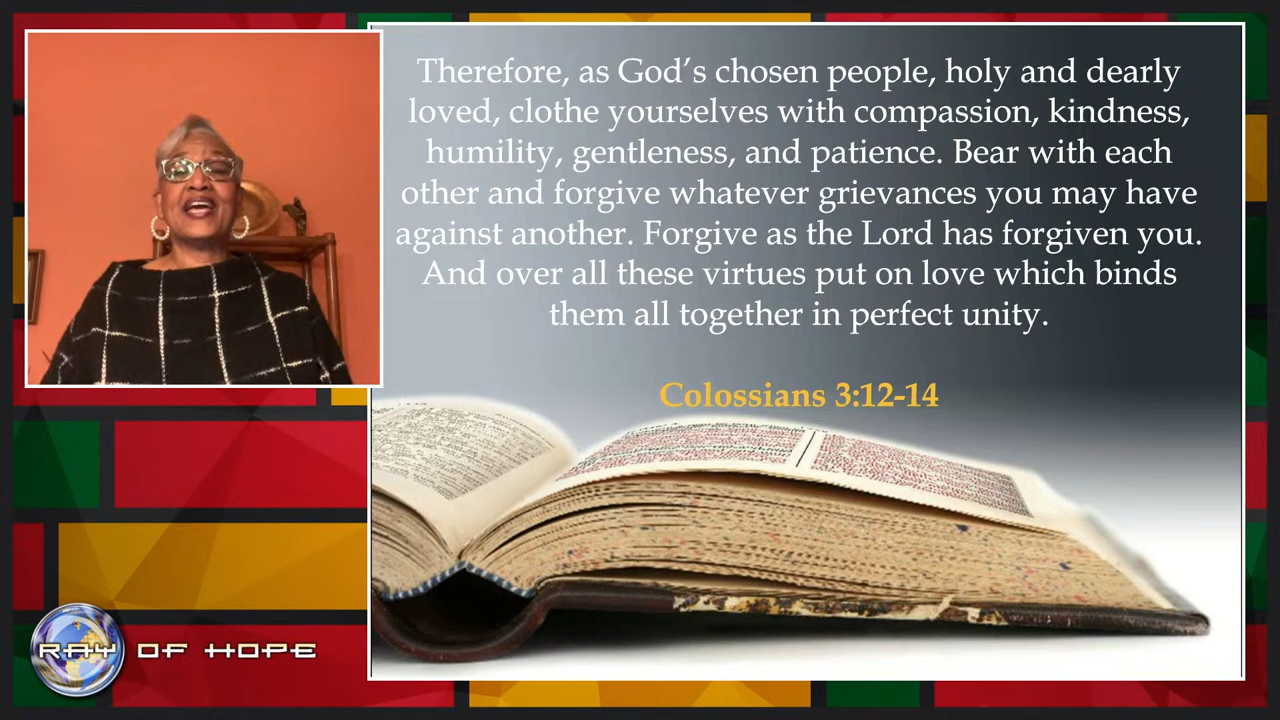 Therefore, as God’s chosen people, holy and dearly
loved, clothe yourselves with compassion, kindness,
humility, gentleness, and patience. Bear with each
other and forgive whatever grievances you may have
against another. Forgive as the Lord has forgiven you.
And over all these virtues put on love which binds
them all together in perfect unity.
Colossians 3:12-14
RAY OF HOPE